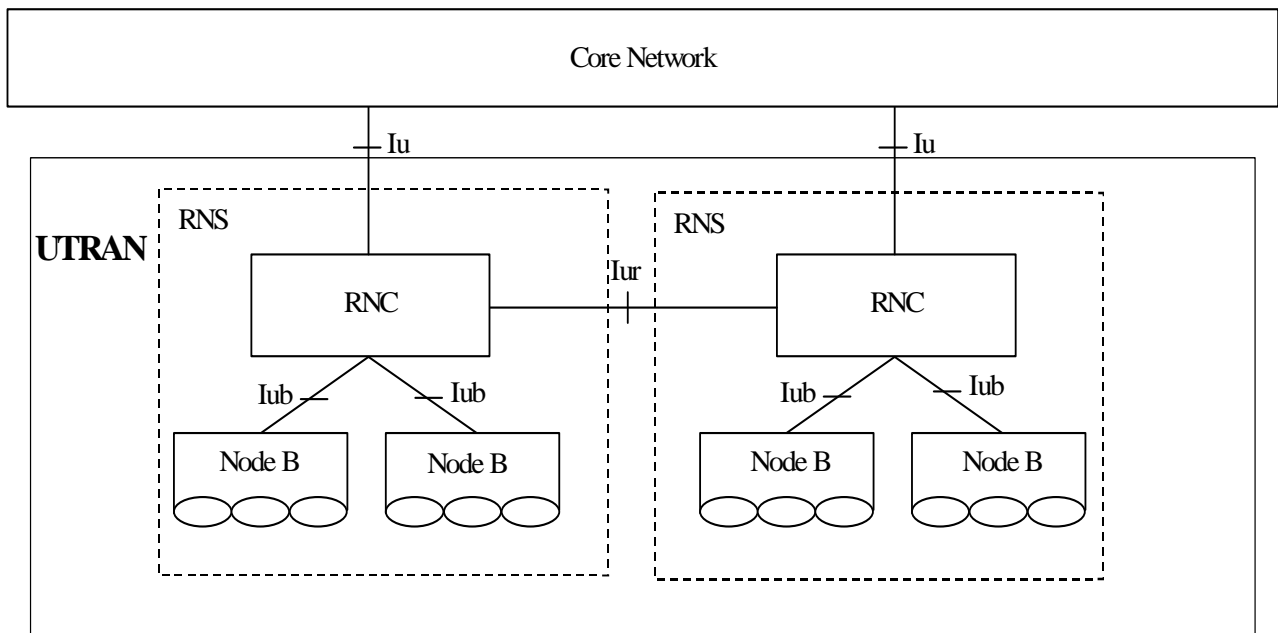 Core Network
Iu
Iu
RNS
RNS
UTRAN
Iur
RNC
RNC
Iub
Iub
Iub
Iub
Node B
Node B
Node B
Node B